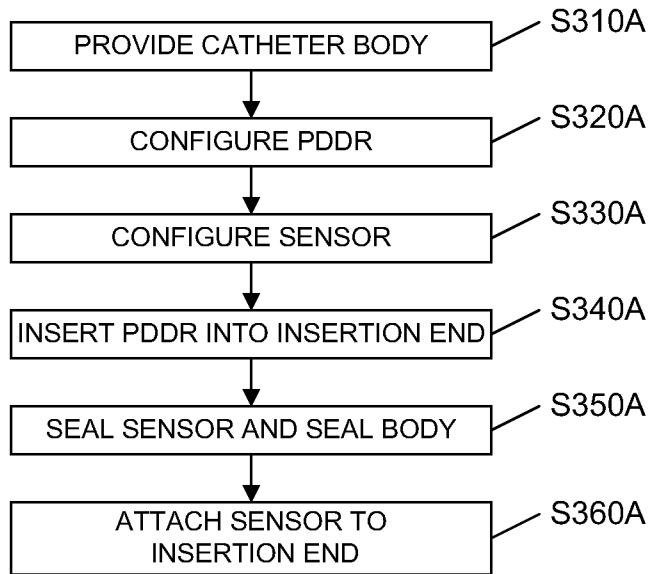 PROVIDE CATHETER BODY
S310A
CONFIGURE PDDR
S320A
CONFIGURE SENSOR
S330A
INSERT PDDR INTO INSERTION END
S340A
SEAL SENSOR AND SEAL BODY
S350A
ATTACH SENSOR TO
INSERTION END
S360A